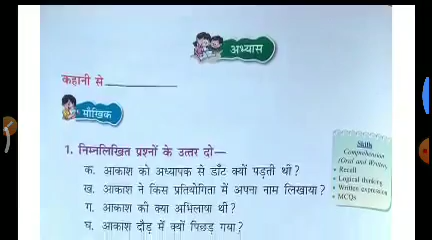 अभ्यास
कहानी से
मौखिक
1. निम्नलिखित प्रश्नों के उत्तर दो—
क. आकाश को अध्यापक से डाँट क्यों पड़ती थी?
ख. आकाश ने किस प्रतियोगिता में अपना नाम लिखाया?
ग. आकाश की क्या अभिलाषा थी?
घ. आकाश दौड़ में क्यों पिछड़ गया?
Skills
Comprehension
(Oral and Written)
• Recall
• Logical thinking
• Written expression
• MCQs